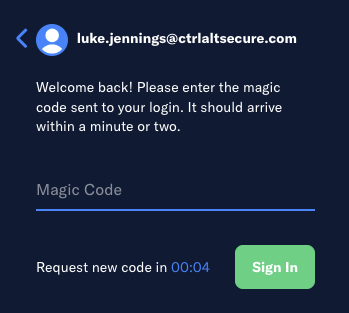 luke.jennings@ctrlaltsecure.com
Welcome back! Please enter the magic
code sent to your login. It should arrive
within a minute or two.
Magic Code
Request new code in 00:04
Sign In